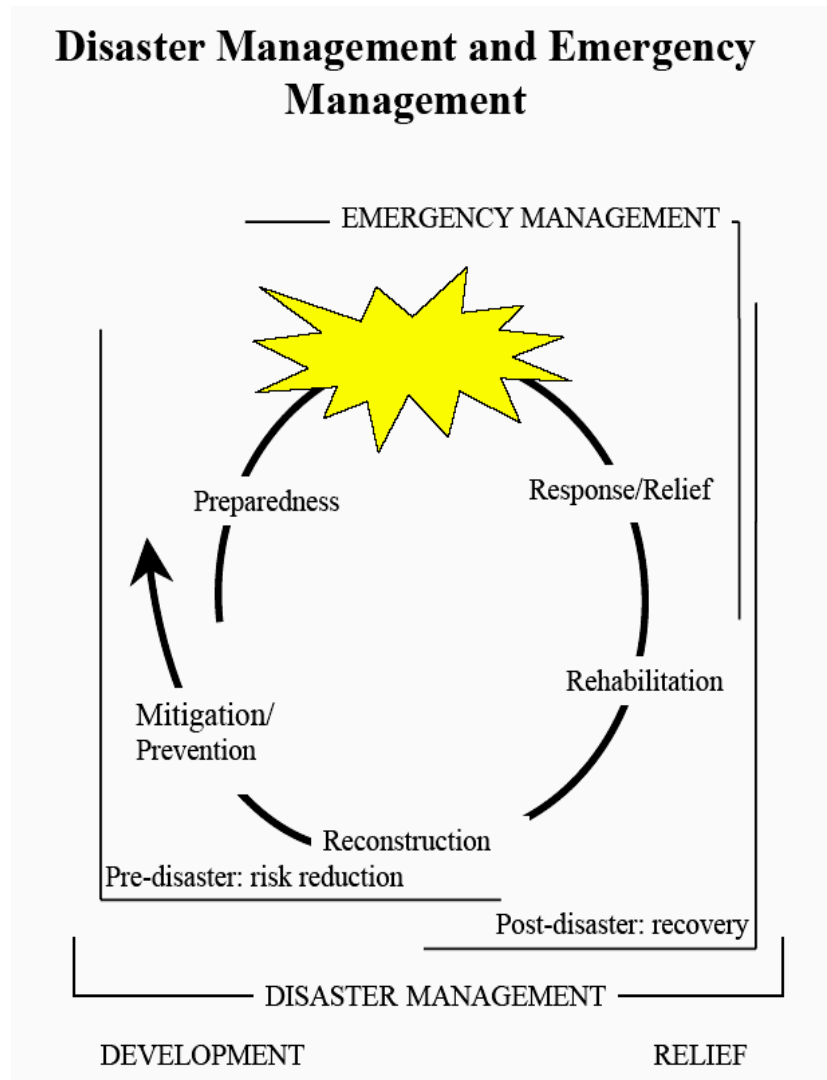 Disaster Management and Emergency
Management
EMERGENCY MANAGEMENT
Response/Relief
Preparedness
Rehabilitation
Mitigation/
Prevention
Reconstruction
Pre-disaster: risk reduction
Post-disaster: recovery
DISASTER MANAGEMENT
DEVELOPMENT
RELIEF